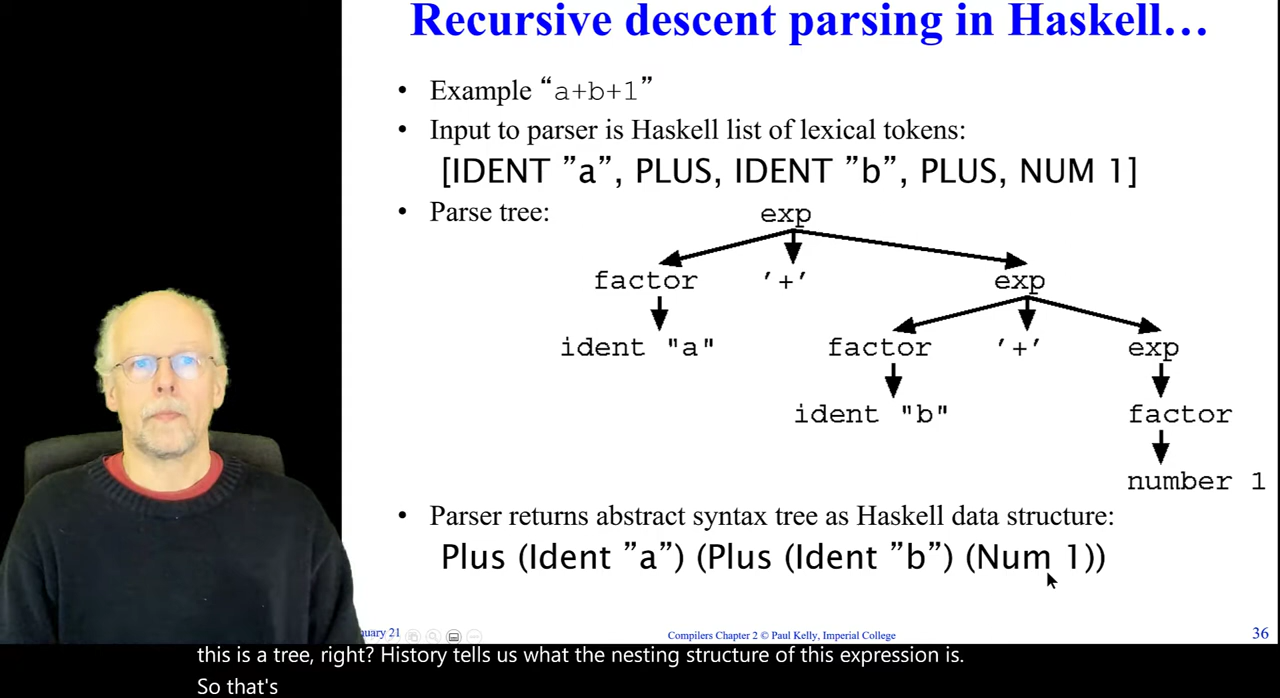 Recursive descent parsing in Haskell…
• Example “a+b+1”
• Input to parser is Haskell list of lexical tokens:
[IDENT ”a”, PLUS, IDENT ”b”, PLUS, NUM 1]
• Parse tree:
exp
factor '+' exp
ident "a" factor '+' exp
ident "b" factor
number 1
• Parser returns abstract syntax tree as Haskell data structure:
Plus (Ident ”a”) (Plus (Ident ”b”) (Num 1))
uary 21 Compilers Chapter 2 © Paul Kelly, Imperial College 36
this is a tree, right? History tells us what the nesting structure of this expression is.
So that's